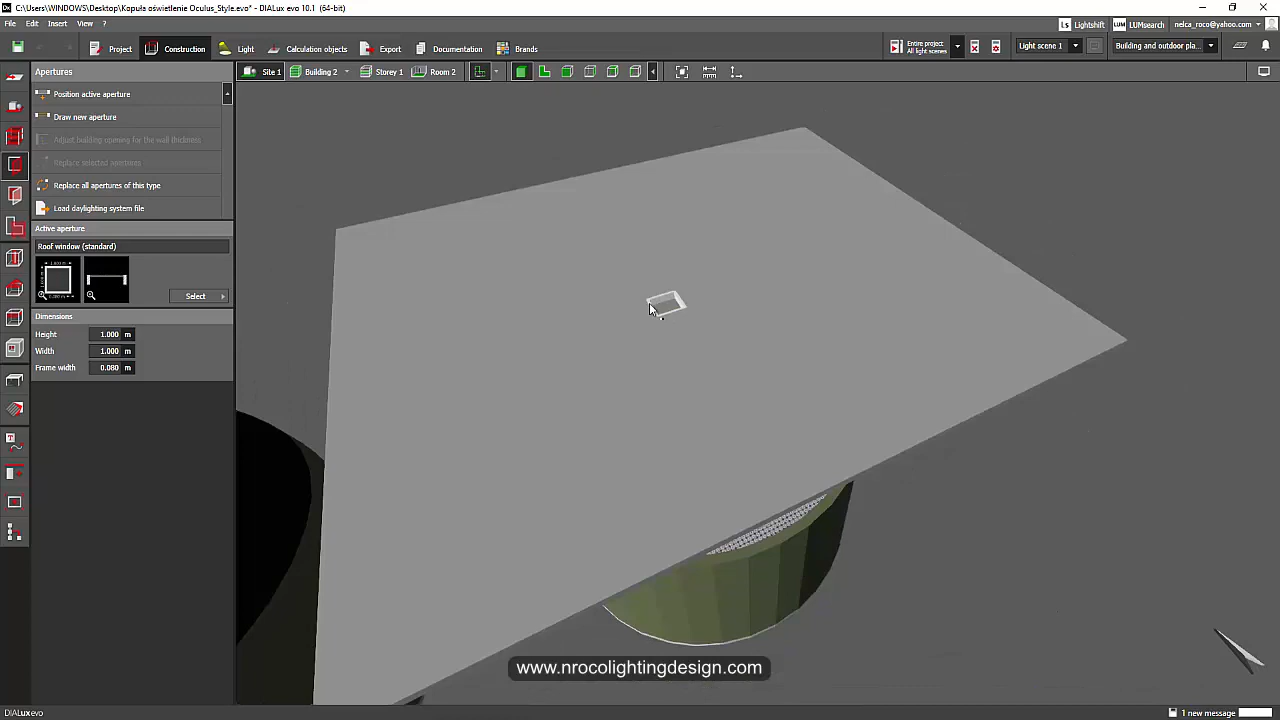 C:\Users\WINDOWS\Desktop\Kopuła oświetlenie Oculus_Style.evo* - DIALux evo 10.1 (64-bit)
File Edit Insert View ?
Lightshift LUMsearch nelca_roco@yahoo.com
Project Construction Light Calculation objects Export Documentation Brands
Entire project
All light scenes
Light scene 1
Building and outdoor pla...
Apertures
Site 1 Building 2 Storey 1 Room 2
Position active aperture
Draw new aperture
Adjust building opening for the wall thickness
Replace selected apertures
Replace all apertures of this type
Load daylighting system file
Active aperture
Roof window (standard)
Select
Dimensions
Height 1.000 m
Width 1.000 m
Frame width 0.080 m
www.nrocolightingdesign.com
DIALux evo
1 new message